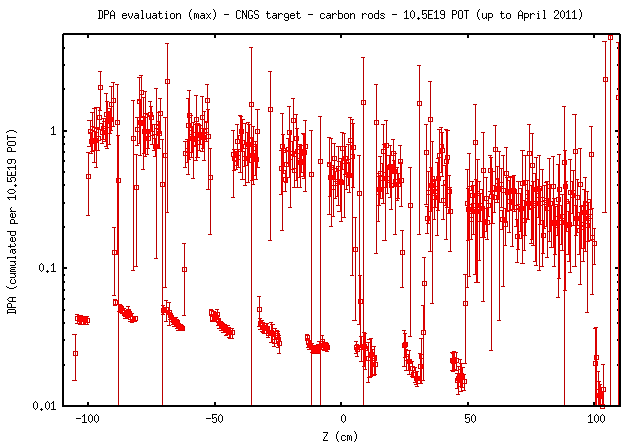 DPA evaluation (max) - CNGS target - carbon rods - 10.5E19 POT (up to April 2011)
DPA (cumulated per 10.5E19 POT)
1
0.1
0.01
-100 -50 0 50 100
Z (cm)